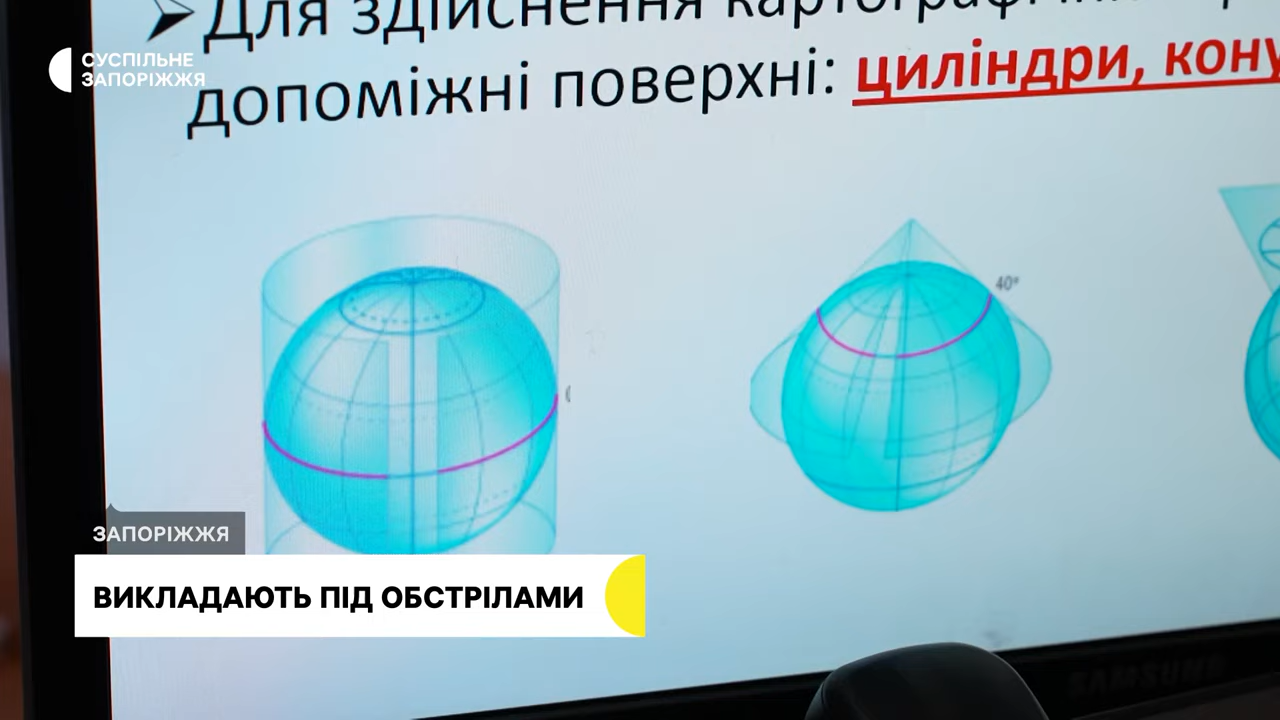 Для здійснення
допоміжні поверхні: циліндри,
СУСПІЛЬНЕ
ЗАПОРІЖЖЯ
40°
ЗАПОРІЖЖЯ
ВИКЛАДАЮТЬ ПІД ОБСТРІЛАМИ
SAMSUNG